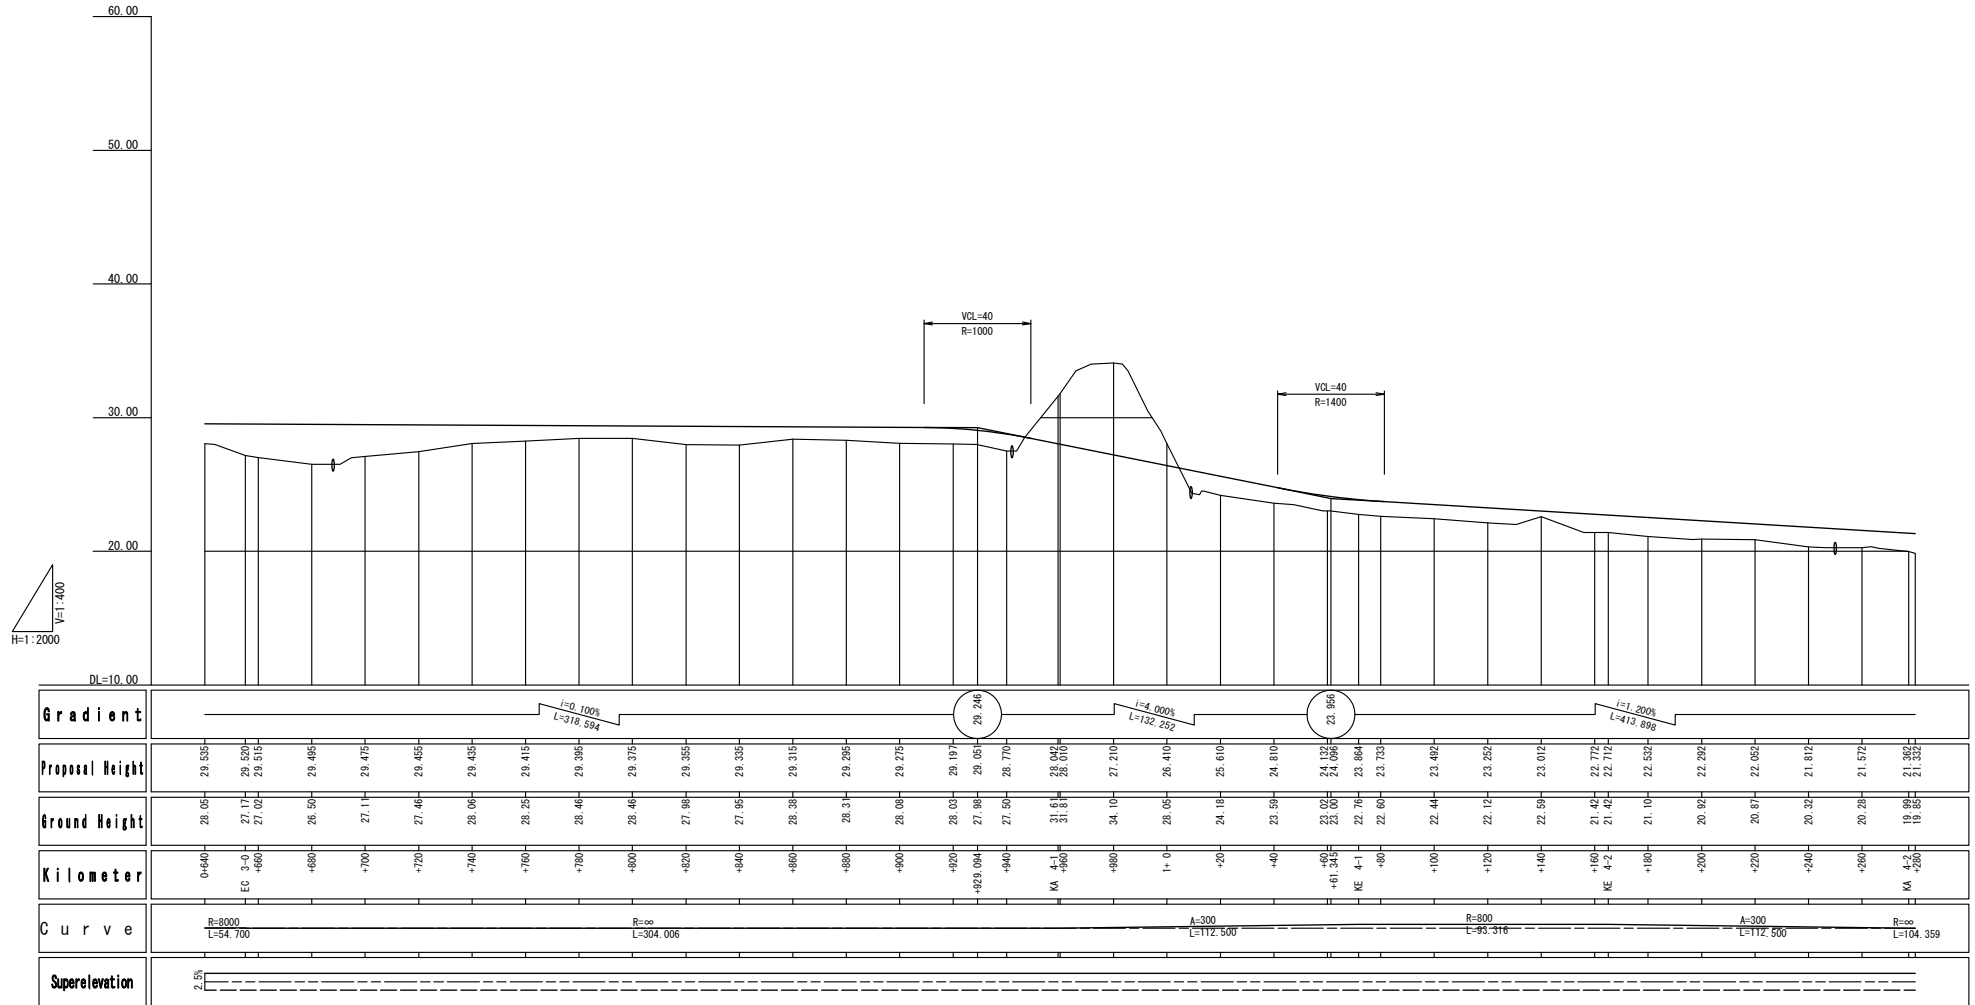 60.00
50.00
40.00
30.00
20.00
DL=10.00
VCL=40
R=1000
VCL=40
R=1400
V=1:400
H=1:2000
Gradient
i=0.100%
L=318.594
29.246
i=4.000%
L=132.252
23.956
i=1.200%
L=413.898
Proposal Height
29.535 29.520 29.515 29.495 29.475 29.455 29.435 29.415 29.395 29.375 29.355 29.335 29.315 29.295 29.275 29.197 29.051 28.770 28.042 28.010 27.210 26.410 25.610 24.810 24.132 24.096 23.864 23.733 23.492 23.252 23.012 22.772 22.712 22.532 22.292 22.052 21.812 21.572 21.362 21.332
Ground Height
28.05 27.17 27.02 26.50 27.11 27.46 28.06 28.25 28.46 28.46 27.98 27.95 28.38 28.31 28.08 28.03 27.98 27.50 31.61 31.81 34.10 28.05 24.18 23.59 23.02 23.00 22.76 22.60 22.44 22.12 22.59 21.42 21.42 21.10 20.92 20.87 20.32 20.28 19.99 19.85
Kilometer
0+640 EC 3-0 +660 +680 +700 +720 +740 +760 +780 +800 +820 +840 +860 +880 +900 +920 +929.094 +940 KA 4-1 +960 +980 1+ 0 +20 +40 +60 +61.345 KE 4-1 +80 +100 +120 +140 +160 KE 4-2 +180 +200 +220 +240 +260 KA 4-2 +280
Curve
R=8000
L=54.700
R=∞
L=304.006
A=300
L=112.500
R=800
L=93.316
A=300
L=112.500
R=∞
L=104.359
Superelevation
2.5%